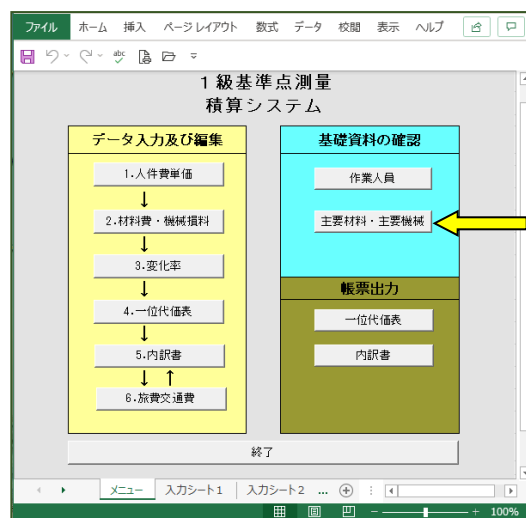 ファイル ホーム 挿入 ページレイアウト 数式 データ 校閲 表示 ヘルプ
abc
１級基準点測量
積算システム
データ入力及び編集
1.人件費単価
↓
2.材料費・機械損料
↓
3.変化率
↓
4.一位代価表
↓
5.内訳書
↓ ↑
6.旅費交通費
基礎資料の確認
作業人員
主要材料・主要機械
帳票出力
一位代価表
内訳書
終了
メニュー 入力シート1 入力シート2 ...
100%